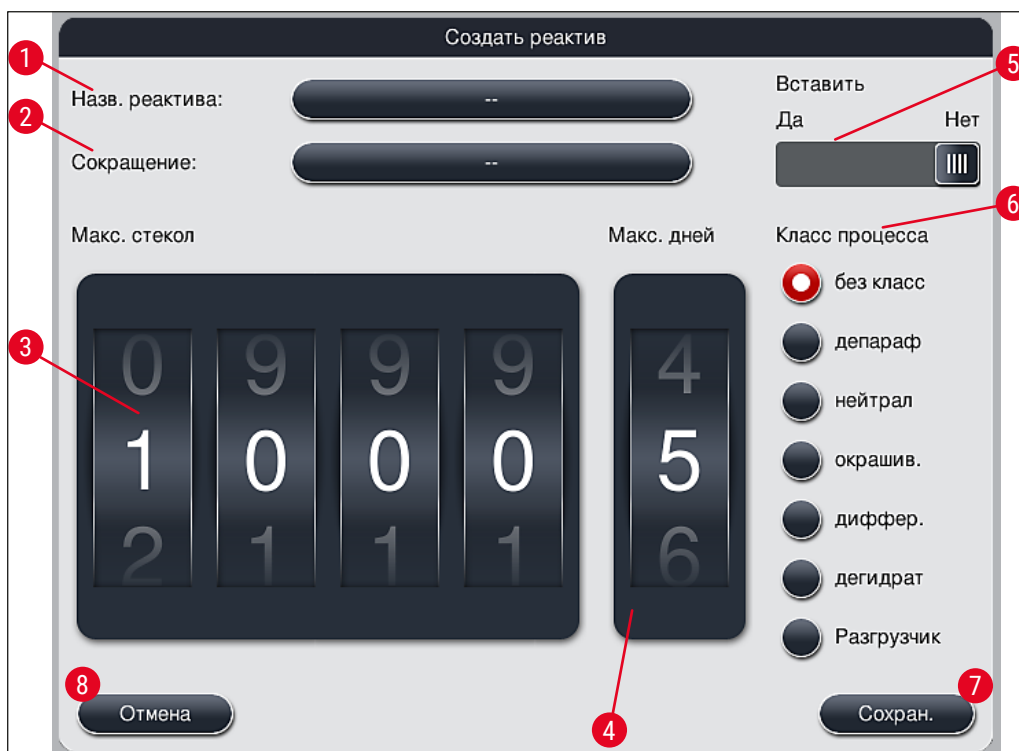 Создать реактив
1
Назв. реактива:
--
2
Сокращение:
--
Вставить
5
Да
Нет
Макс. стекол
Макс. дней
6
Класс процесса
3
0 9 9 9
1 0 0 0
2 1 1 1
4
5
6
4
без класс
депараф
нейтрал
окрашив.
диффер.
дегидрат
Разгрузчик
8
Отмена
7
Сохран.